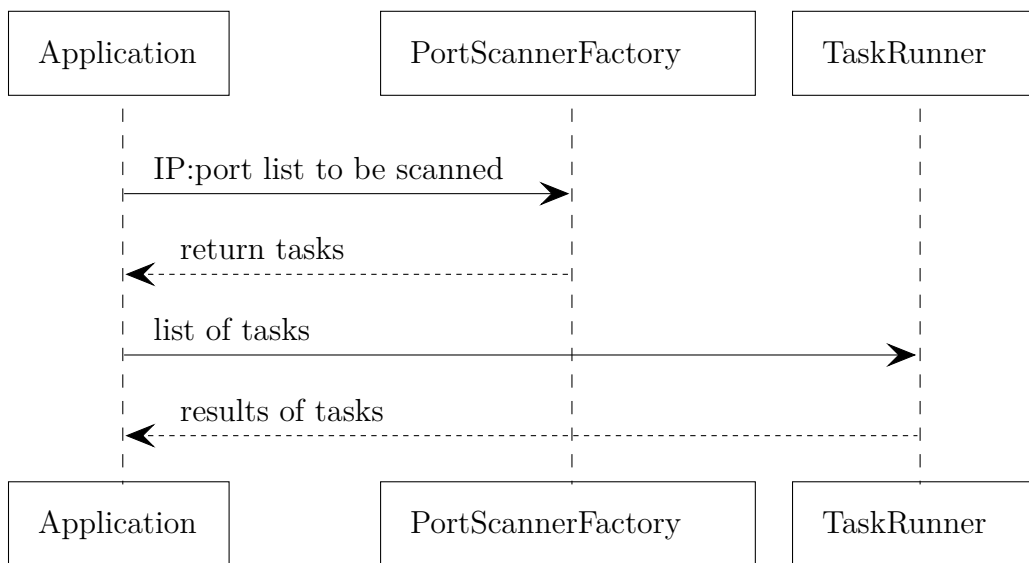 Application
PortScannerFactory
TaskRunner
IP:port list to be scanned
return tasks
list of tasks
results of tasks
Application
PortScannerFactory
TaskRunner